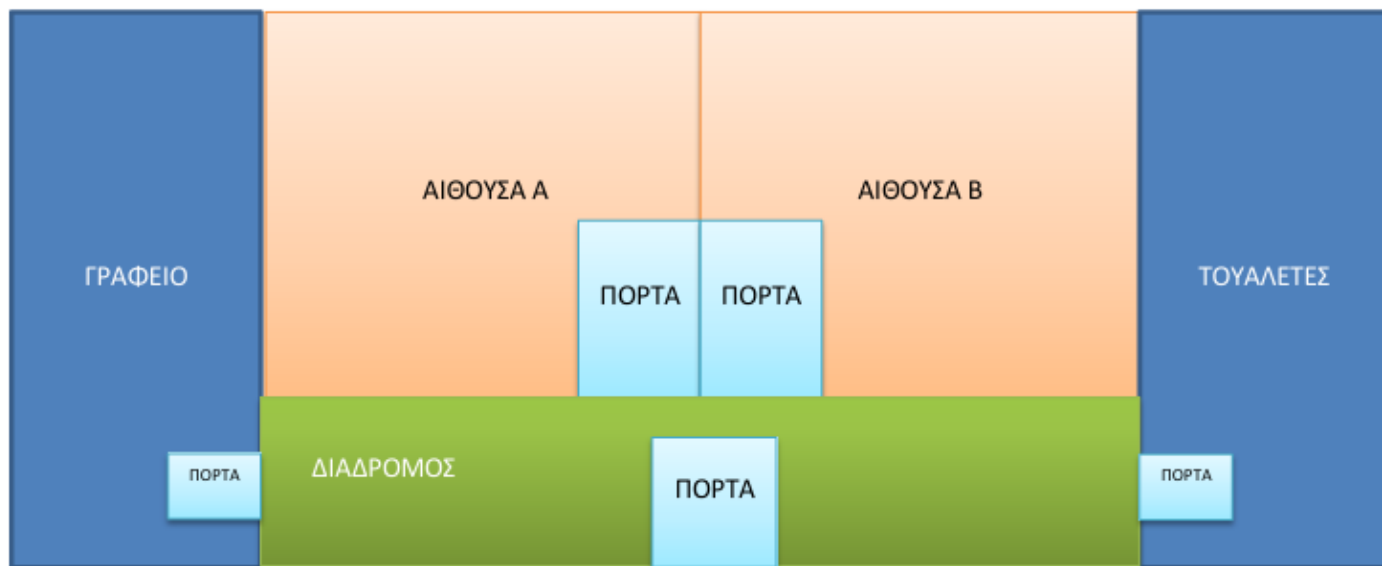 ΑΙΘΟΥΣΑ Α
ΑΙΘΟΥΣΑ Β
ΓΡΑΦΕΙΟ
ΠΟΡΤΑ
ΠΟΡΤΑ
ΤΟΥΑΛΕΤΕΣ
ΔΙΑΔΡΟΜΟΣ
ΠΟΡΤΑ
ΠΟΡΤΑ
ΠΟΡΤΑ